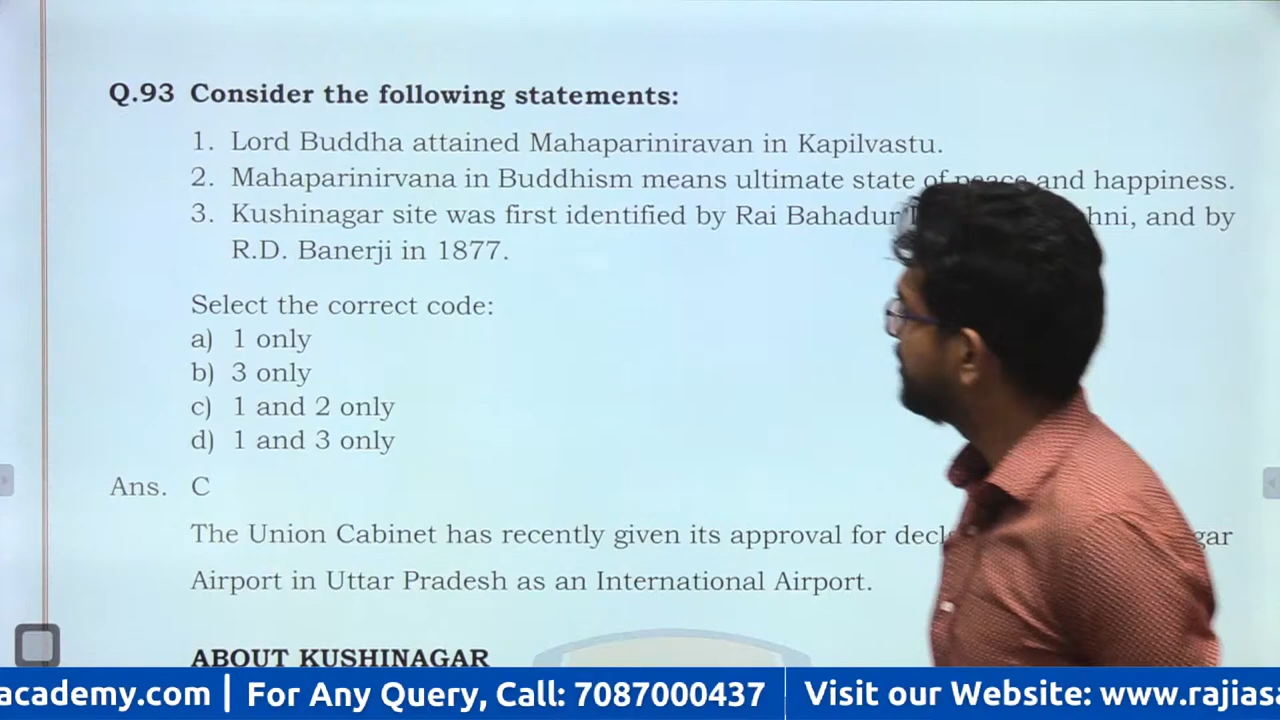 Q.93 Consider the following statements:
1. Lord Buddha attained Mahapariniravan in Kapilvastu.
2. Mahaparinirvana in Buddhism means ultimate state of peace and happiness.
3. Kushinagar site was first identified by Rai Bahadur hni, and by
R.D. Banerji in 1877.
Select the correct code:
a) 1 only
b) 3 only
c) 1 and 2 only
d) 1 and 3 only
Ans. C
The Union Cabinet has recently given its approval for decl gar
Airport in Uttar Pradesh as an International Airport.
ABOUT KUSHINAGAR
academy.com | For Any Query, Call: 7087000437 Visit our Website: www.rajiasa